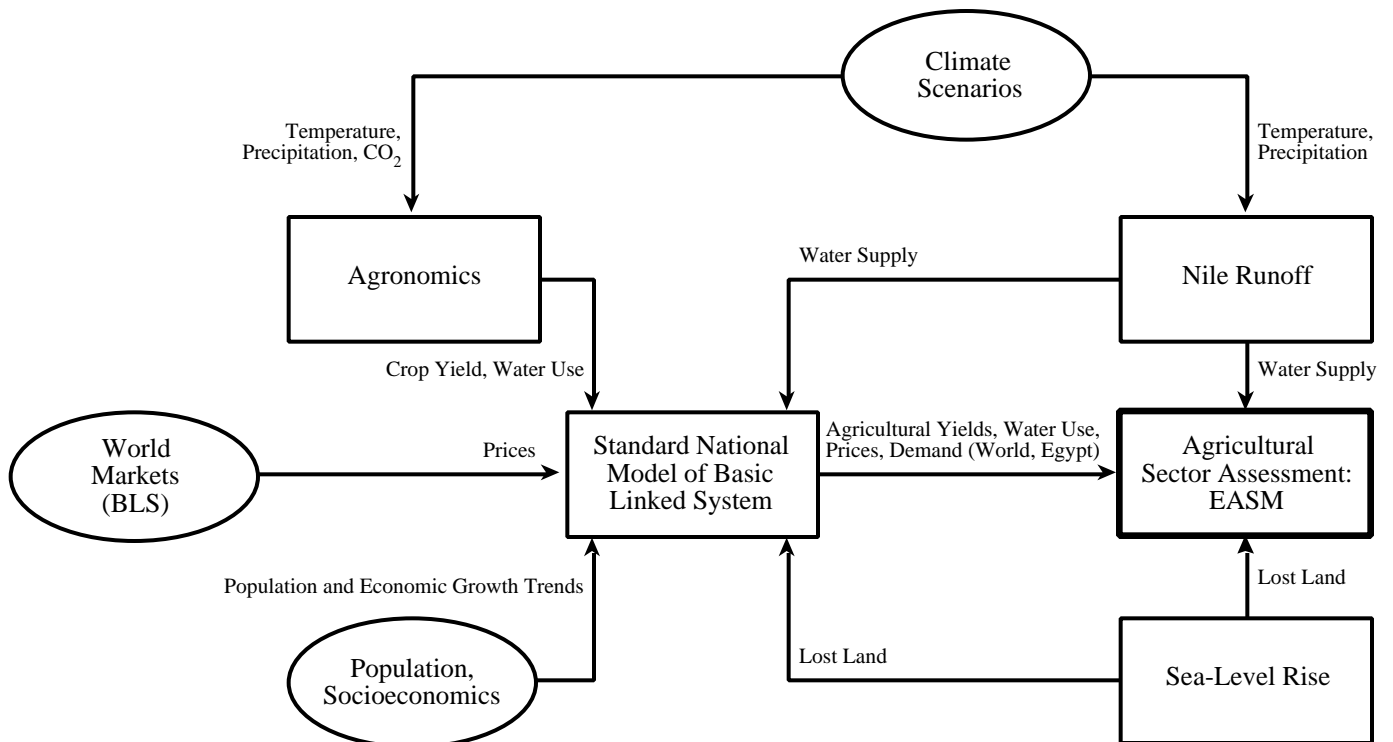 Climate
Scenarios
Temperature,
Precipitation, CO₂
Temperature,
Precipitation
Agronomics
Water Supply
Nile Runoff
Crop Yield, Water Use
Water Supply
World
Markets
(BLS)
Prices
Standard National
Model of Basic
Linked System
Agricultural Yields, Water Use,
Prices, Demand (World, Egypt)
Agricultural
Sector Assessment:
EASM
Population and Economic Growth Trends
Lost Land
Population,
Socioeconomics
Lost Land
Sea-Level Rise